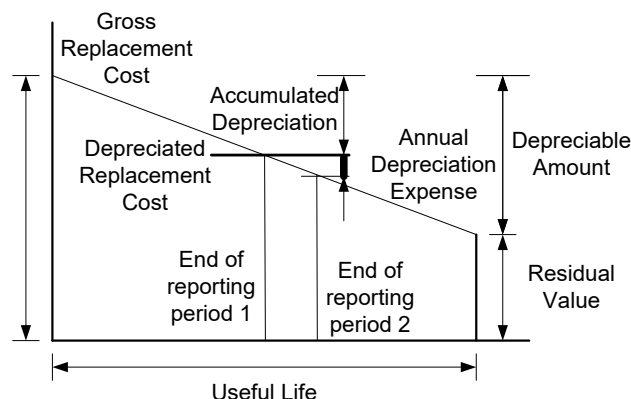 Gross
Replacement
Cost
Accumulated
Depreciation
Annual
Depreciation
Expense
Depreciable
Amount
Depreciated
Replacement
Cost
End of
reporting
period 1
End of
reporting
period 2
Residual
Value
Useful Life